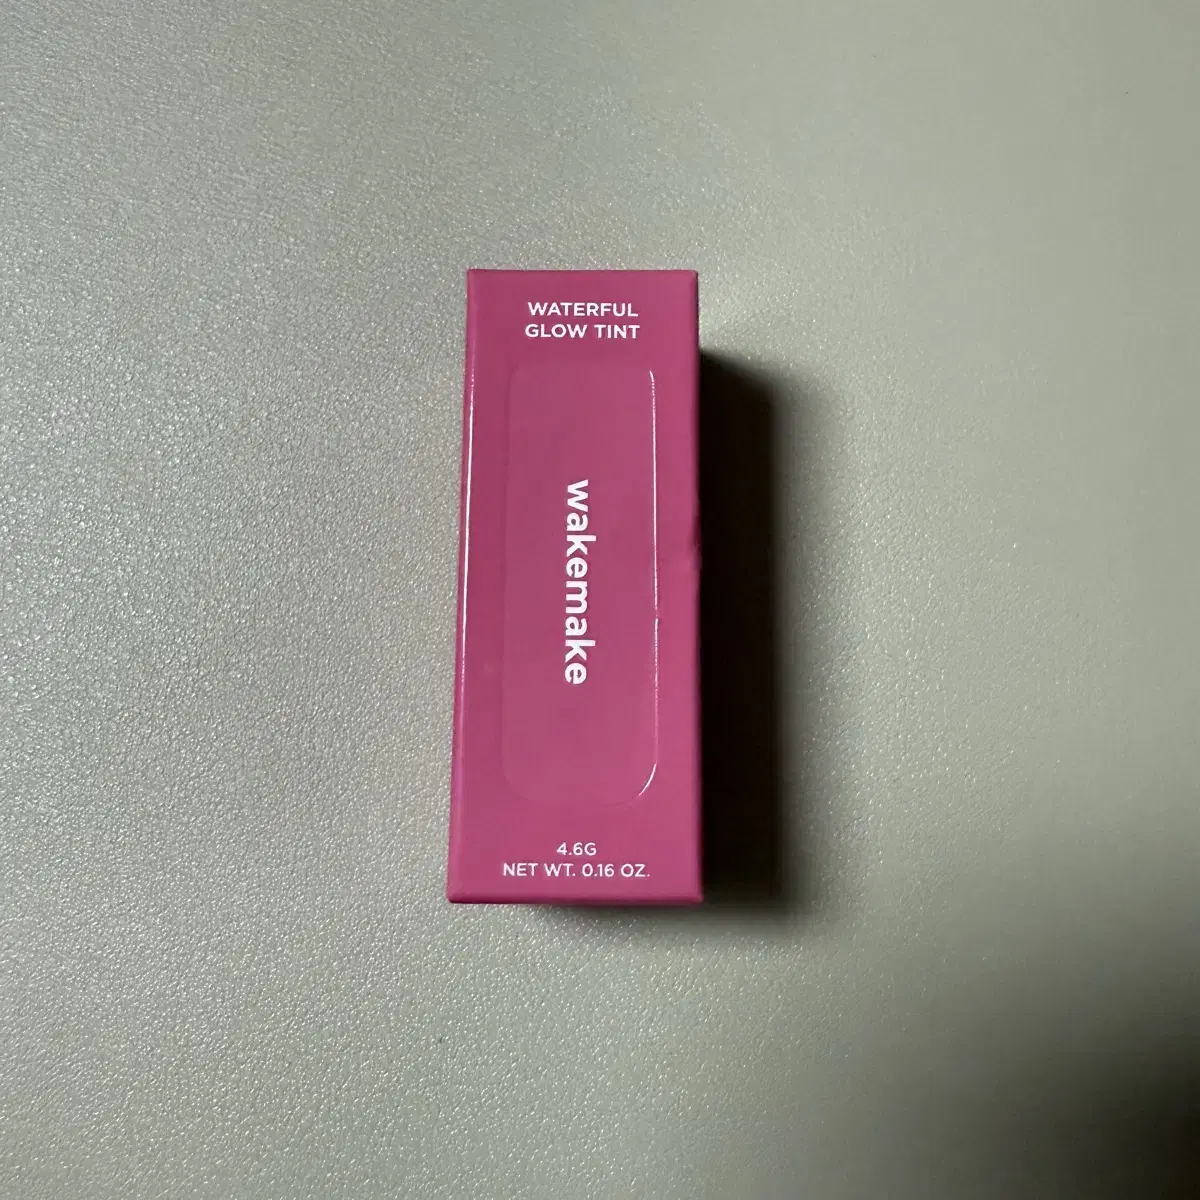 WATERFUL
GLOW TINT
wakemake
4.6G
NET WT. 0.16 OZ.